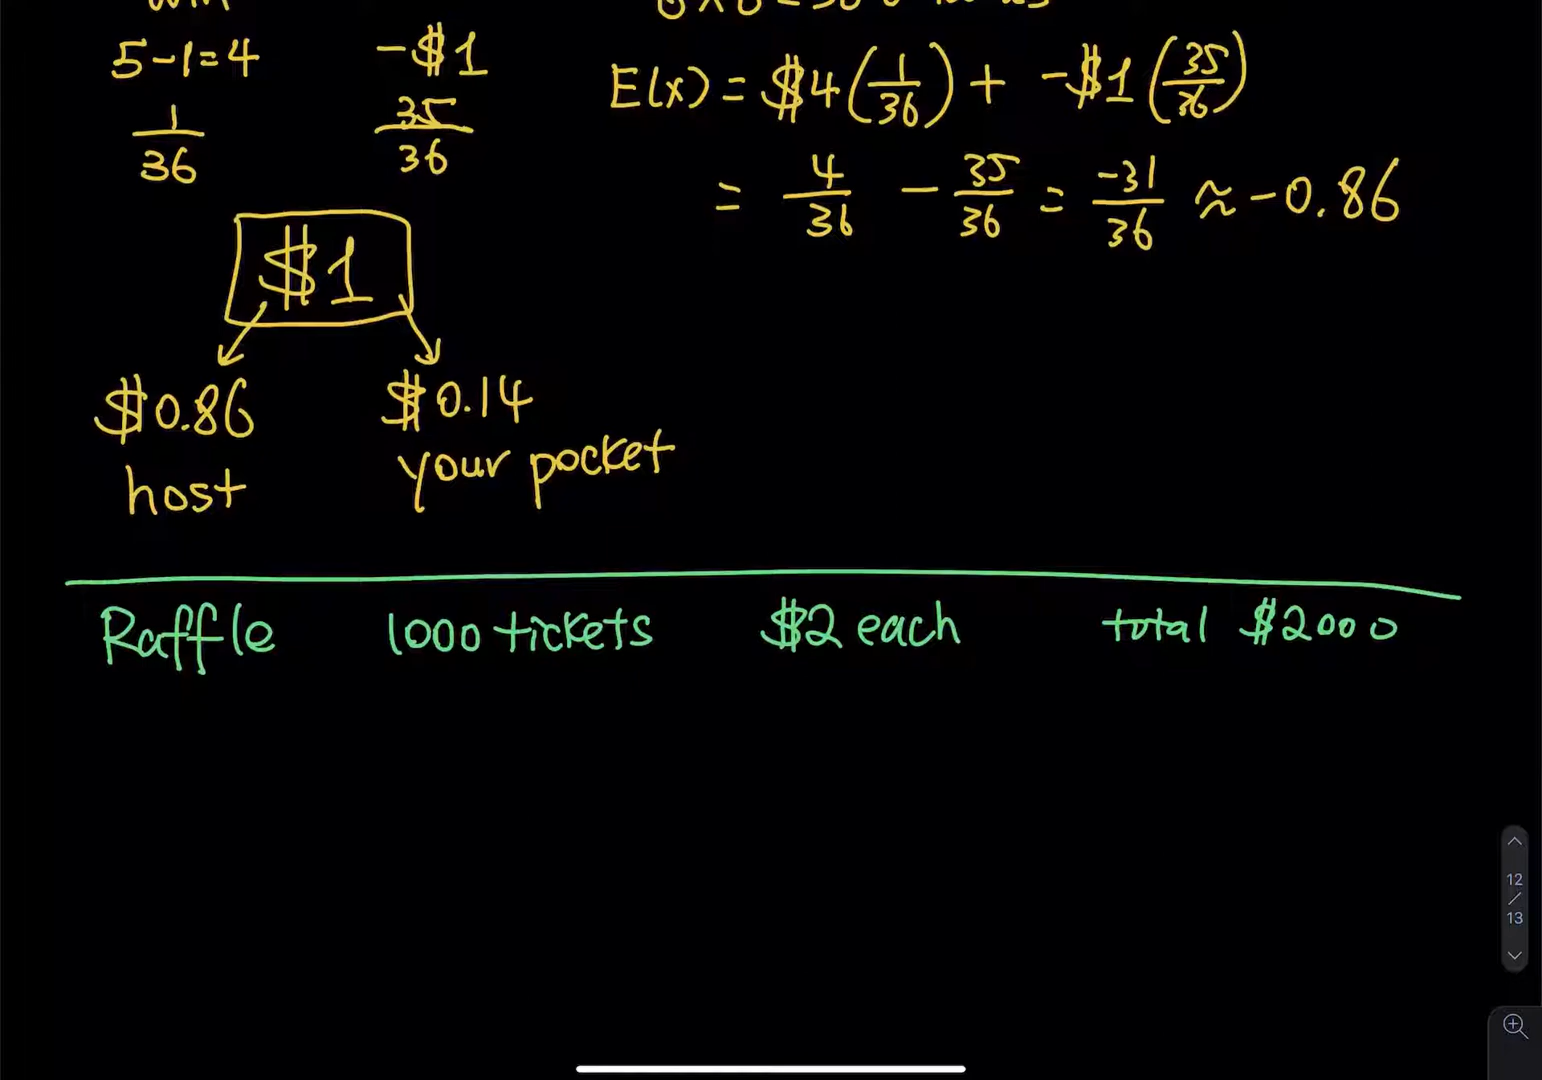 win
5-1=4 -$1
1/36 35/36
E(x) = $4(1/36) + -$1(35/36)
= 4/36 - 35/36 = -31/36 ≈ -0.86
$1
$0.86 $0.14
host your pocket
Raffle 1000 tickets $2 each total $2000
12
/
13